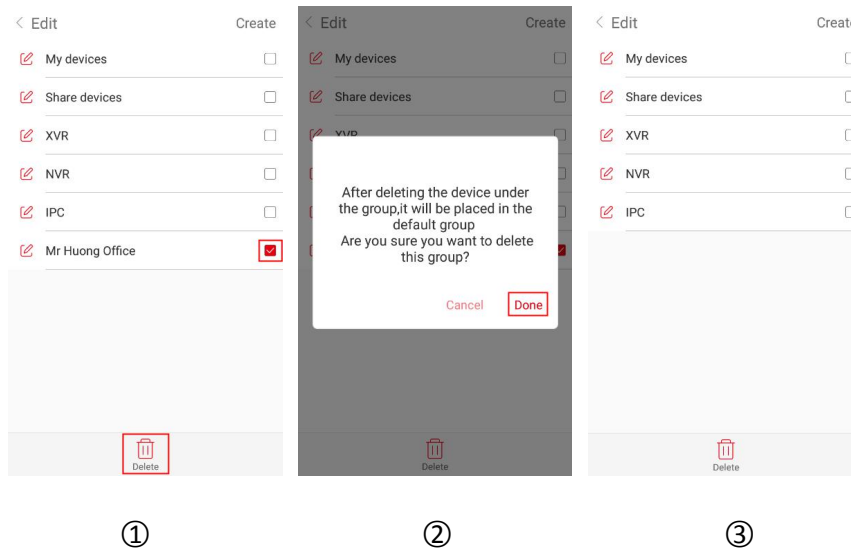 Edit Create
My devices
Share devices
XVR
NVR
IPC
Mr Huong Office
Delete
①
Edit Create
My devices
Share devices
XVR
After deleting the device under
the group,it will be placed in the
default group
Are you sure you want to delete
this group?
Cancel Done
Delete
②
Edit Creat
My devices
Share devices
XVR
NVR
IPC
Delete
③